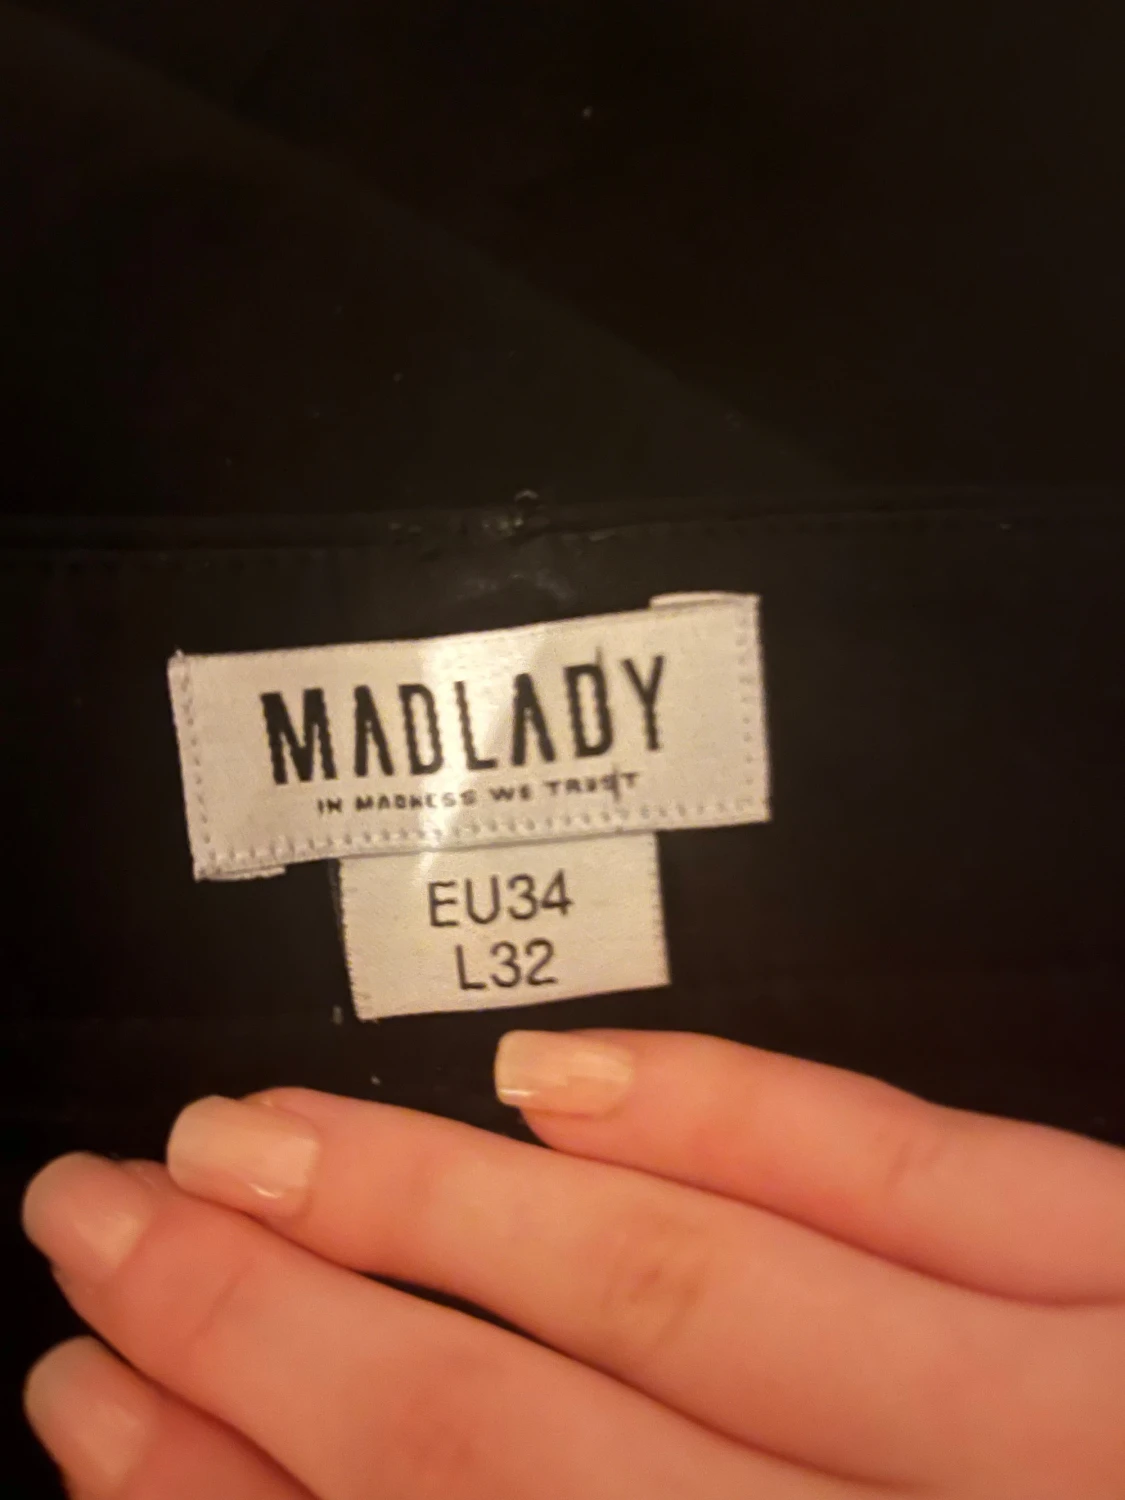 MADLADY
IN MADNESS WE TRUST
EU34
L32